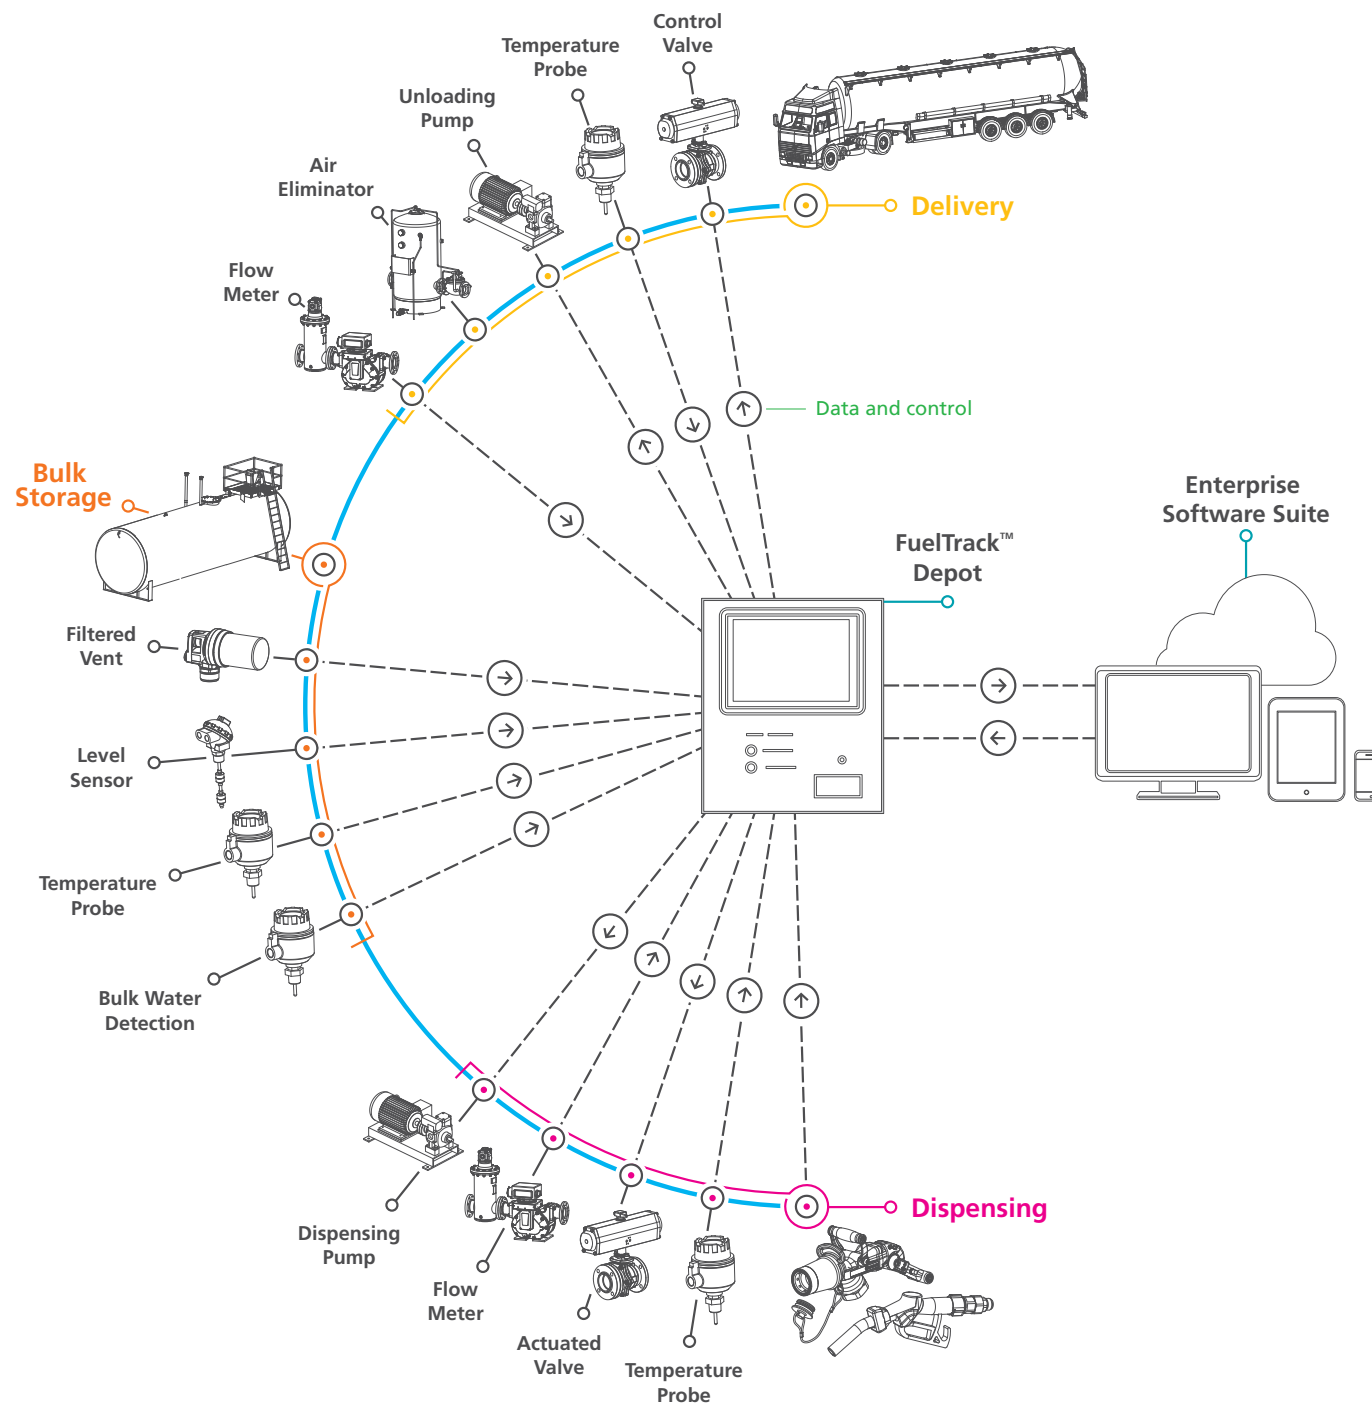 Control
Valve
Temperature
Probe
Unloading
Pump
Air
Eliminator
Delivery
Flow
Meter
Data and control
Bulk
Storage
Enterprise
Software Suite
FuelTrack™
Depot
Filtered
Vent
Level
Sensor
Temperature
Probe
Bulk Water
Detection
Dispensing
Dispensing
Pump
Flow
Meter
Actuated
Valve
Temperature
Probe